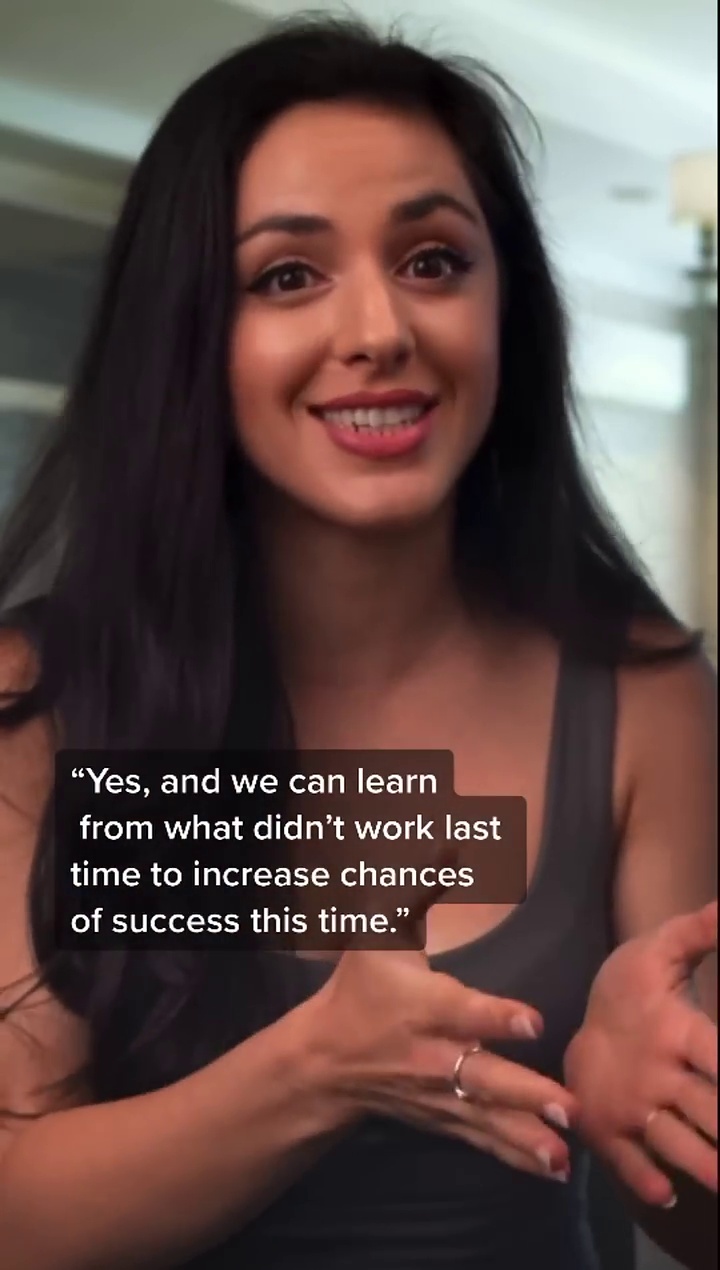 “Yes, and we can learn
from what didn’t work last
time to increase chances
of success this time.”